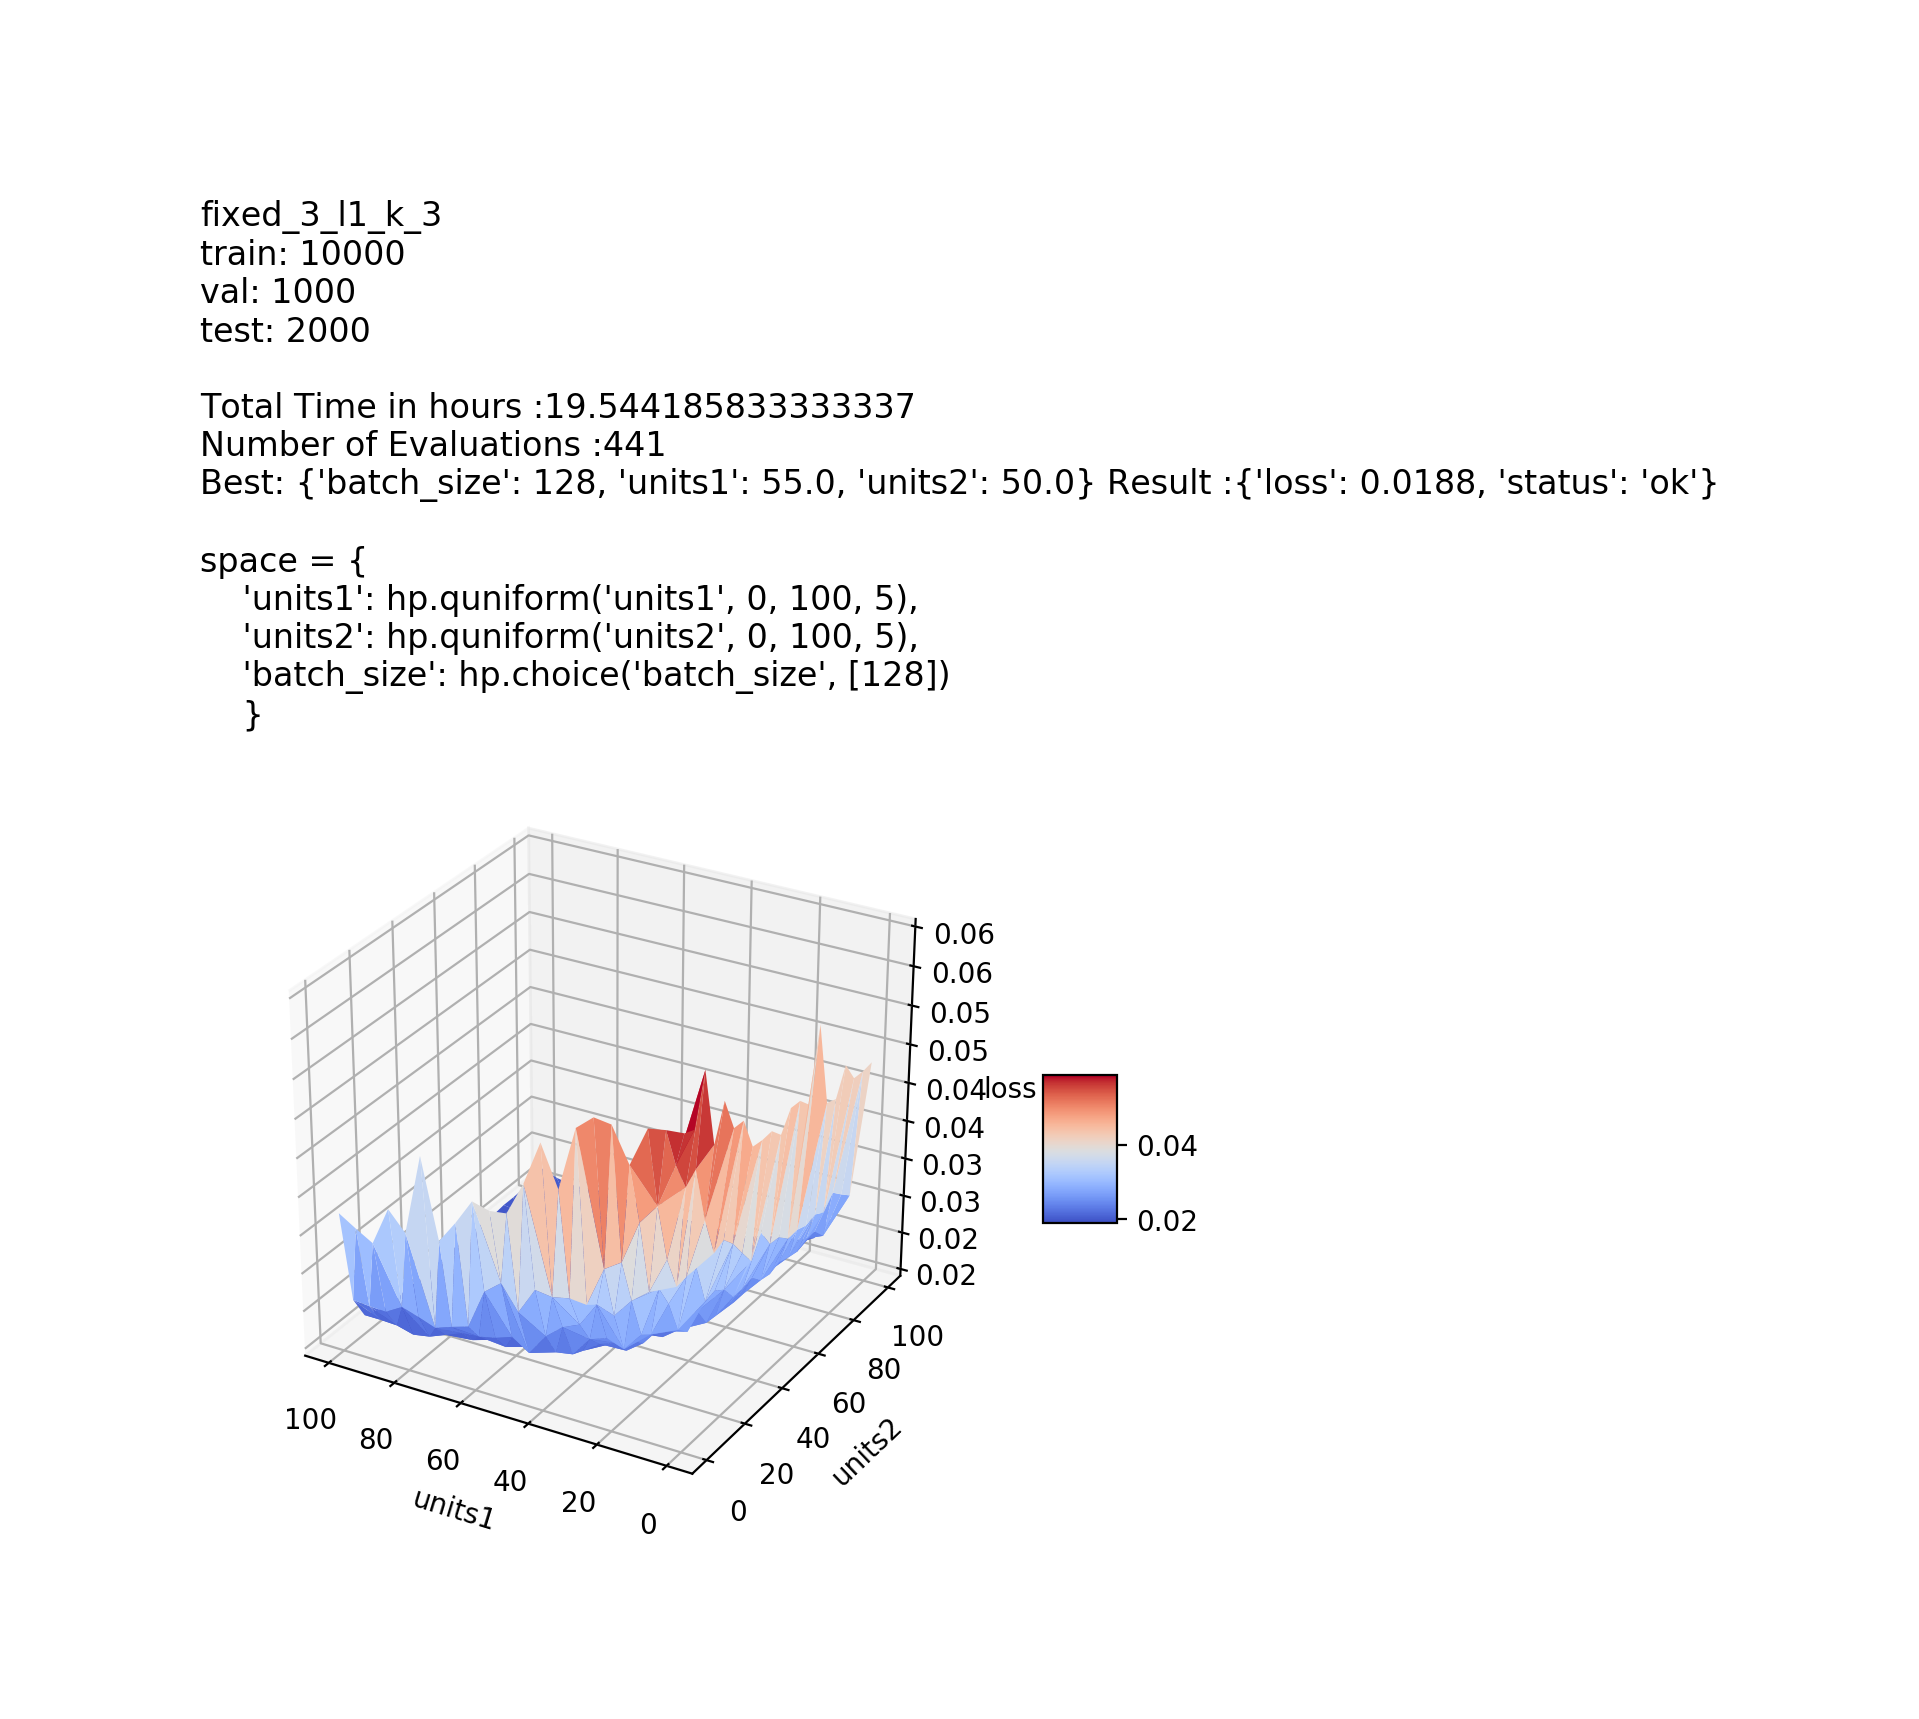 fixed_3_l1_k_3
train: 10000
val: 1000
test: 2000
Total Time in hours :19.544185833333337
Number of Evaluations :441
Best: {'batch_size': 128, 'units1': 55.0, 'units2': 50.0} Result :{'loss': 0.0188, 'status': 'ok'}
space = {
'units1': hp.quniform('units1', 0, 100, 5),
'units2': hp.quniform('units2', 0, 100, 5),
'batch_size': hp.choice('batch_size', [128])
}
0.06
0.06
0.05
0.05
0.04
loss
0.04
0.03
0.03
0.02
0.02
0.04
0.02
100
80
60
40
20
0
units1
0
20
40
60
80
100
units2